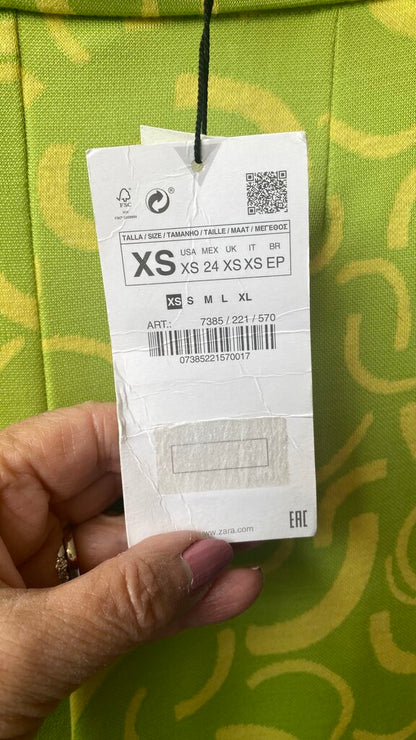 FSC
TALLA / SIZE / TAMANHO / TAILLE / MAAT / ΜΕΓΕΘΟΣ
USA MEX UK IT BR
XS XS 24 XS XS EP
XS S M L XL
ART.: 7385 / 221 / 570
07385221570017
www.zara.com
EAC